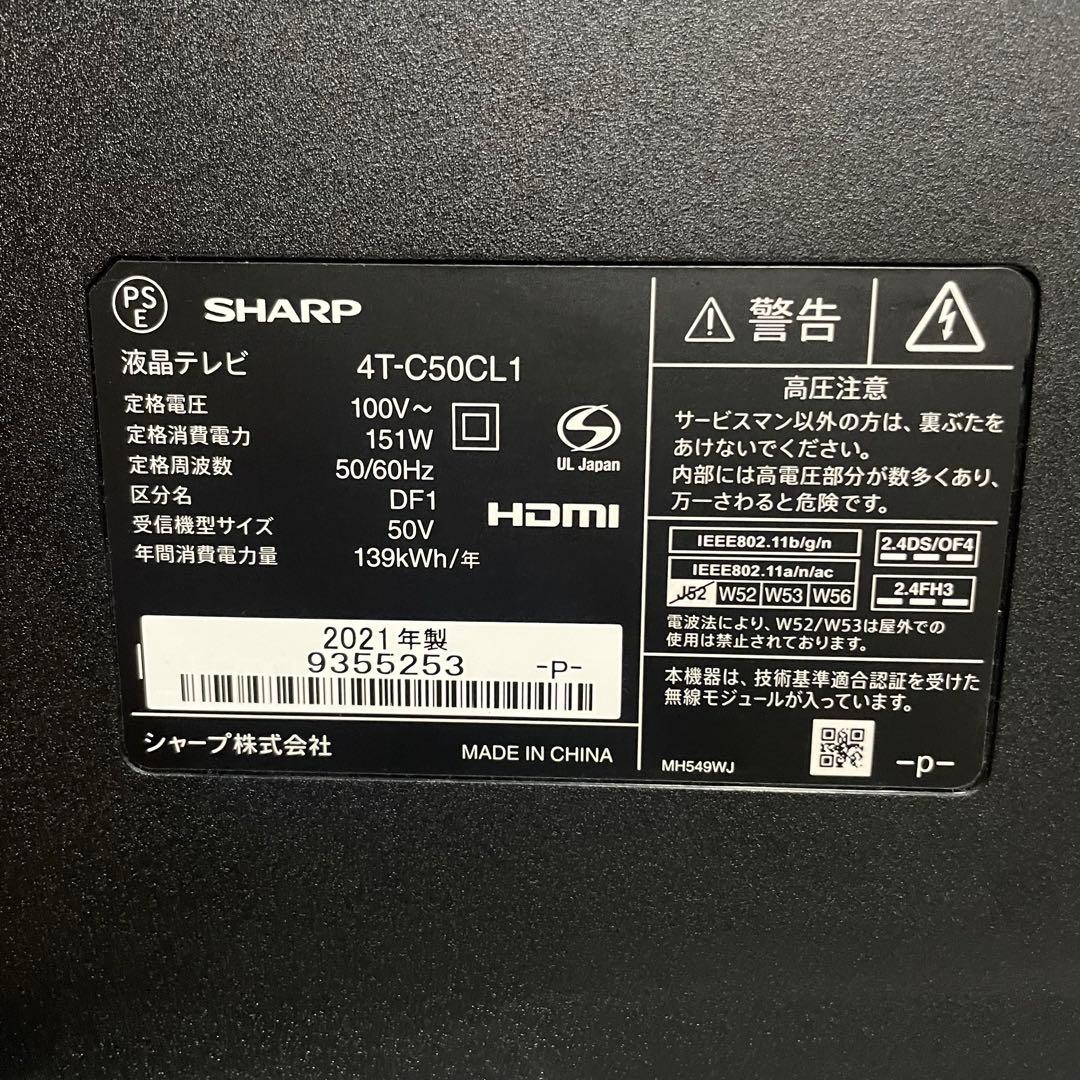 PS
E
SHARP
液晶テレビ 4T-C50CL1
定格電圧 100V～
定格消費電力 151W
定格周波数 50/60Hz
区分名 DF1
受信機型サイズ 50V
年間消費電力量 139kWh/年
UL Japan
HDMI
2021年製
9355253 -P-
シャープ株式会社 MADE IN CHINA
警告
高圧注意
サービスマン以外の方は、裏ぶたを
あけないでください。
内部には高電圧部分が数多くあり、
万一さわると危険です。
IEEE802.11b/g/n
IEEE802.11a/n/ac
J52 W52 W53 W56
2.4DS/OF4
2.4FH3
電波法により、W52/W53は屋外での
使用は禁止されております。
本機器は、技術基準適合認証を受けた
無線モジュールが入っています。
MH549WJ -p-